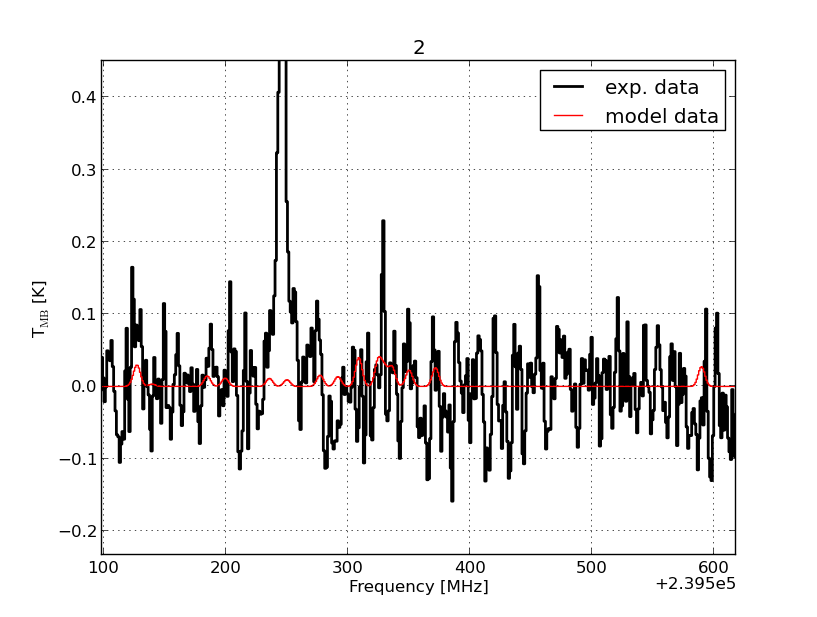 2
exp. data
model data
0.4
0.3
0.2
0.1
0.0
−0.1
−0.2
T_MB [K]
100 200 300 400 500 600
Frequency [MHz]
+2.395e5